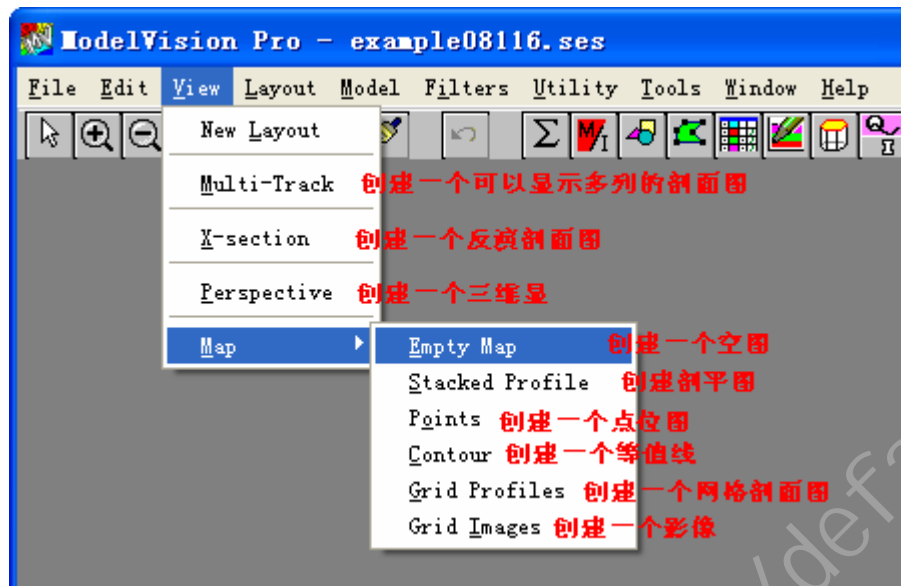 ModelVision Pro - example08116.ses
File Edit View Layout Model Filters Utility Tools Window Help
New Layout
Multi-Track 创建一个可以显示多列的剖面图
X-section 创建一个反演剖面图
Perspective 创建一个三维显
Map
Empty Map 创建一个空图
Stacked Profile 创建剖平图
Points 创建一个点位图
Contour 创建一个等值线
Grid Profiles 创建一个网格剖面图
Grid Images 创建一个影像